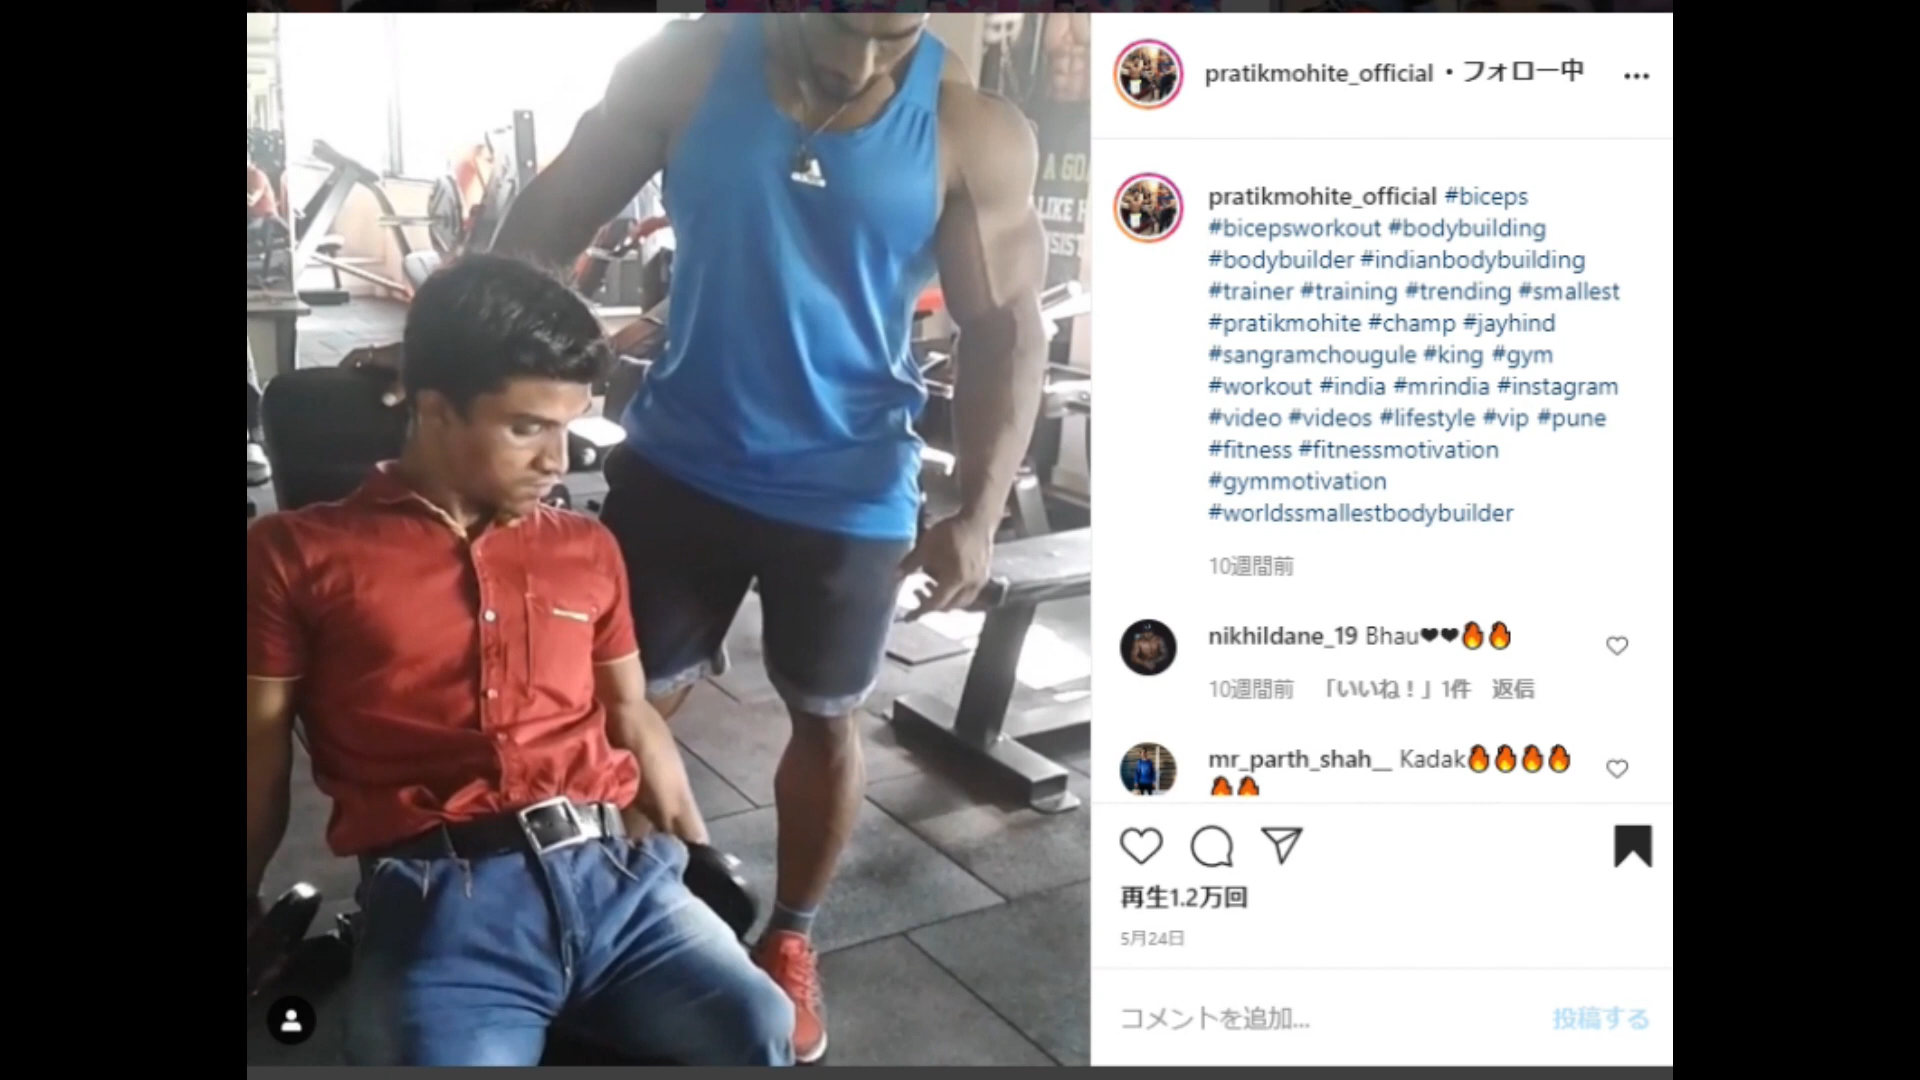 pratikmohite_official • フォロー中
pratikmohite_official #biceps
#bicepsworkout #bodybuilding
#bodybuilder #indianbodybuilding
#trainer #training #trending #smallest
#pratikmohite #champ #jayhind
#sangramchougule #king #gym
#workout #india #mrindia #instagram
#video #videos #lifestyle #vip #pune
#fitness #fitnessmotivation
#gymmotivation
#worldssmallestbodybuilder
10週間前
nikhildane_19 Bhau❤❤🔥🔥
10週間前 「いいね！」1件 返信
mr_parth_shah__ Kadak🔥🔥🔥🔥
🔥🔥
再生1.2万回
5月24日
コメントを追加...
投稿する
A GO
LIKE